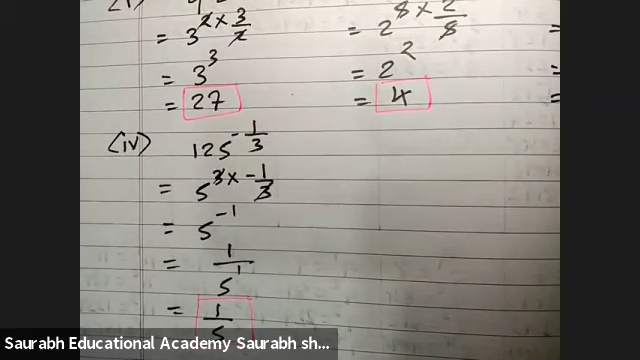 = 3^{2 × 3/2} = 2^{8 × 2/8} =
= 3^3 = 2^2 =
= 27 = 4 =
(iv) 125^{-1/3}
= 5^{3 × -1/3}
= 5^{-1}
= 1/5^1
= 1/5
Saurabh Educational Academy Saurabh sh...